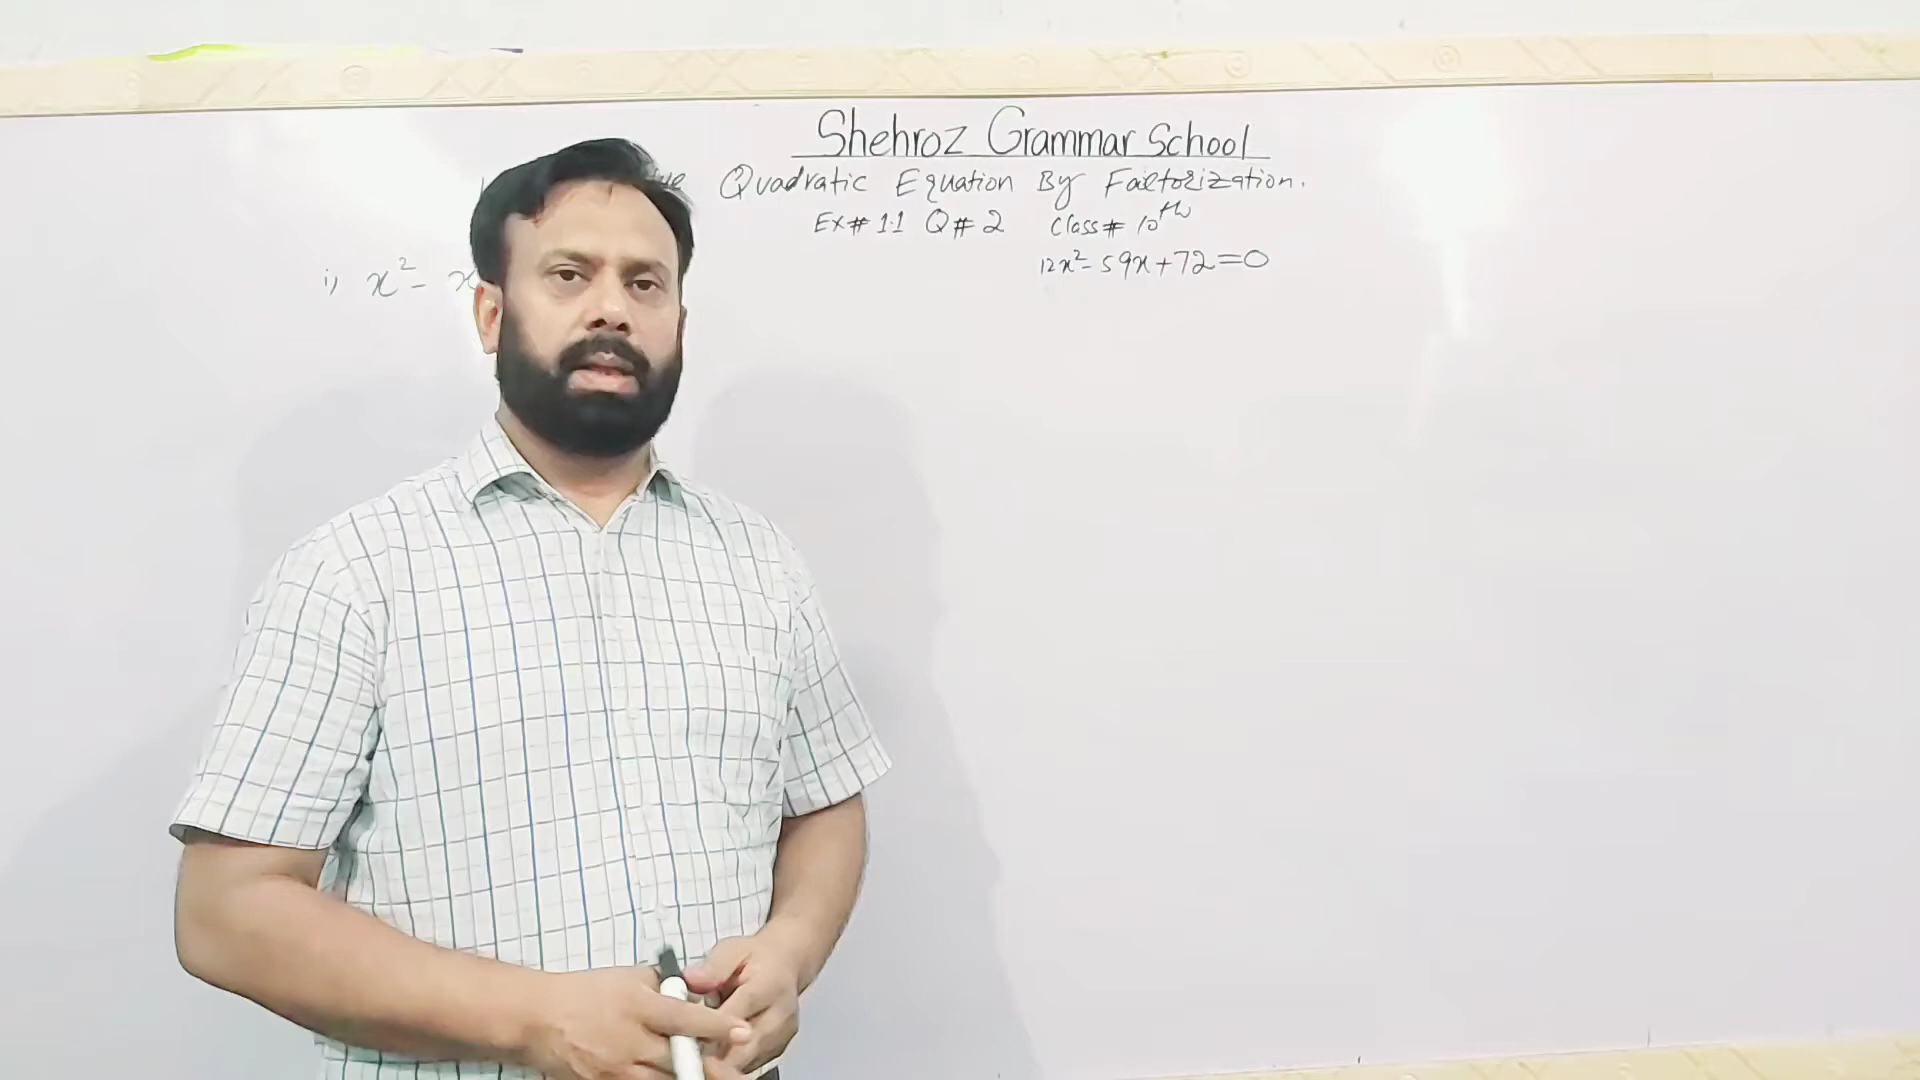 Shehroz Grammar School
Quadratic Equation By Factorization.
Ex# 1.1 Q# 2 Class# 10th
12x²- 59x+72=0
i) x² - x